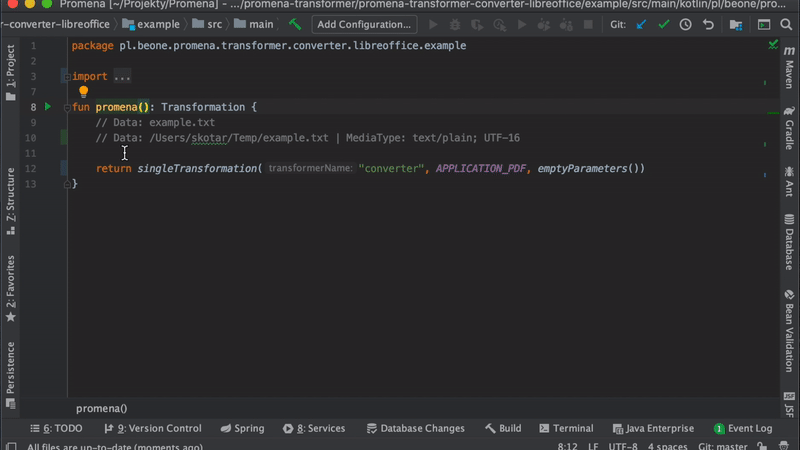 Promena [~/Projekty/Promena] - .../promena-transformer/promena-transformer-converter-libreoffice/example/src/main/kotlin/pl/beone/pro...
r-converter-libreoffice example src main Add Configuration... Git:
1 package pl.beone.promena.transformer.converter.libreoffice.example
2
3 import ...
7
8 fun promena(): Transformation {
9 // Data: example.txt
10 // Data: /Users/skotar/Temp/example.txt | MediaType: text/plain; UTF-16
11
12 return singleTransformation( transformerName: "converter", APPLICATION_PDF, emptyParameters())
13 }
1: Project
Z: Structure
2: Favorites
Persistence
Maven
Gradle
Ant
Database
Bean Validation
JSF
promena()
6: TODO 9: Version Control Spring 8: Services Database Changes Build Terminal Java Enterprise 1 Event Log
All files are up-to-date (moments ago) 8:12 LF UTF-8 4 spaces Git: master